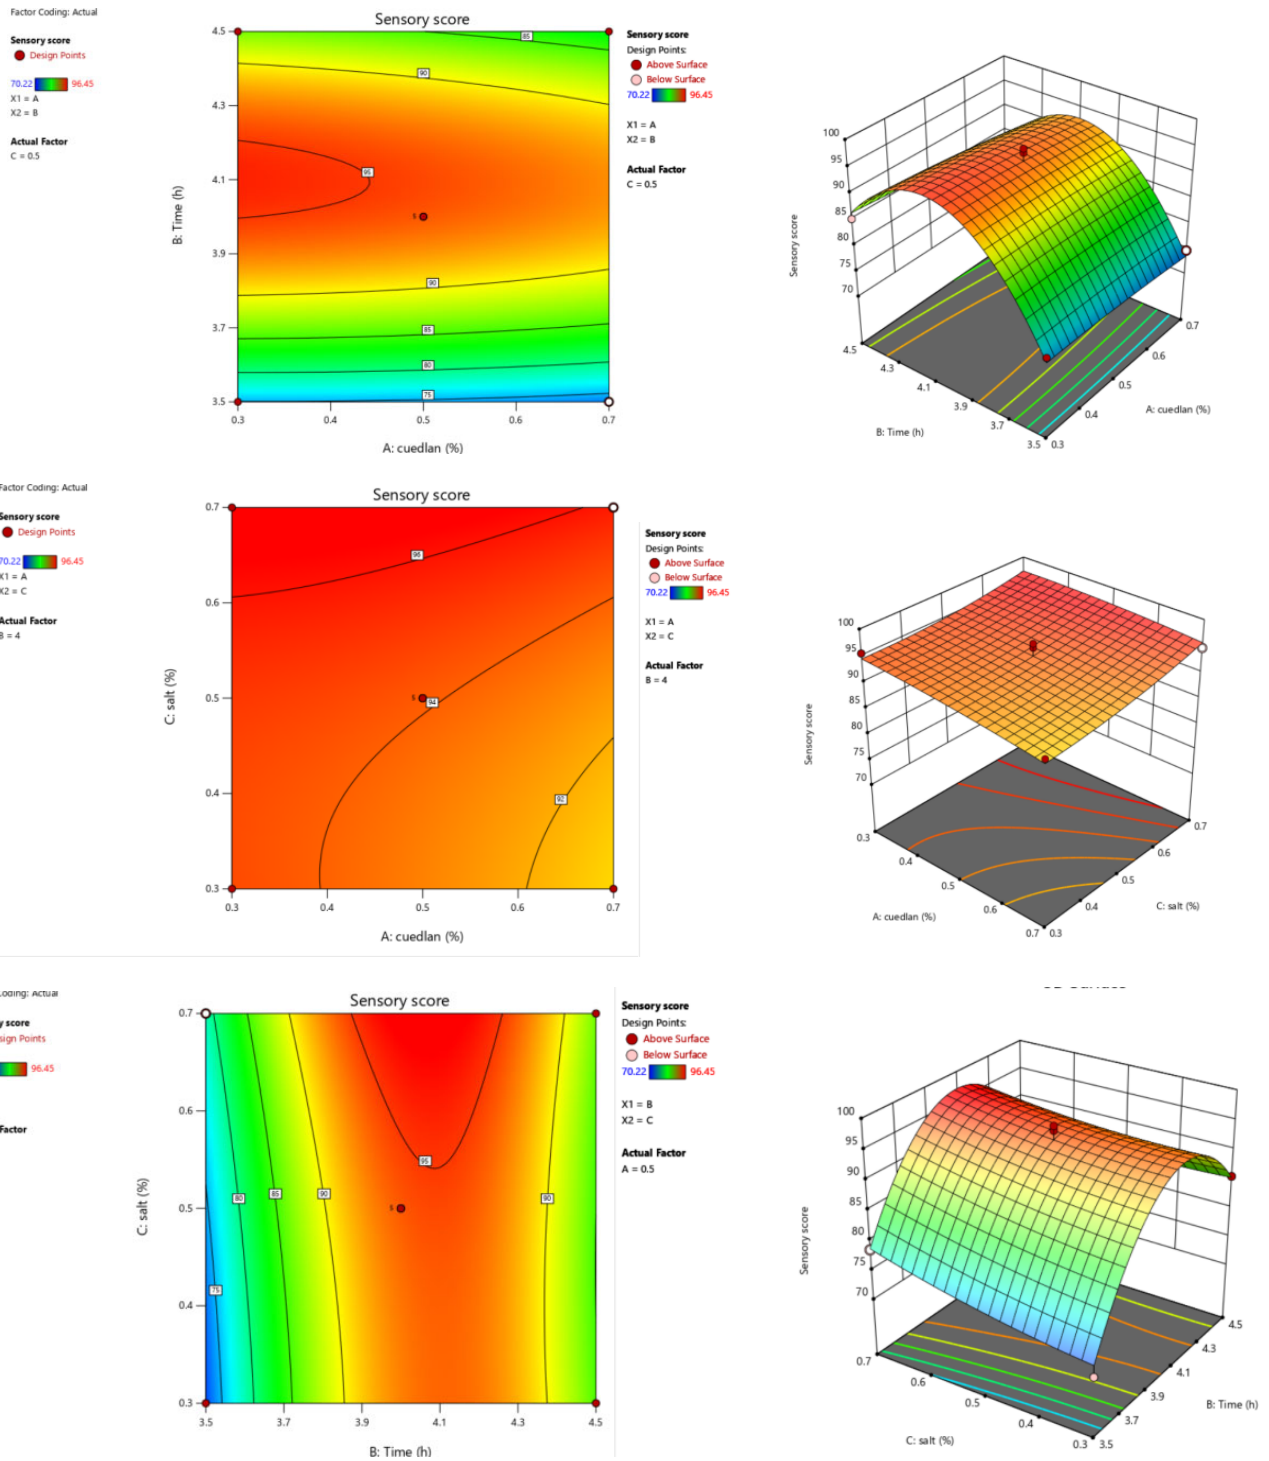 Factor Coding: Actual
Sensory score
Design Points
70.22 96.45
X1 = A
X2 = B
Actual Factor
C = 0.5
Sensory score
4.5
4.3
4.1
3.9
3.7
3.5
B: Time (h)
85
90
95
5
90
85
80
75
0.3 0.4 0.5 0.6 0.7
A: cuedlan (%)
Sensory score
Design Points:
Above Surface
Below Surface
70.22 96.45
X1 = A
X2 = B
Actual Factor
C = 0.5
100
95
90
85
80
75
70
Sensory score
4.5
4.3
4.1
3.9
3.7
3.5
B: Time (h)
0.3
0.4
0.5
0.6
0.7
A: cuedlan (%)
Factor Coding: Actual
Sensory score
Design Points
70.22 96.45
X1 = A
X2 = C
Actual Factor
B = 4
Sensory score
0.7
0.6
0.5
0.4
0.3
C: salt (%)
96
5
94
92
0.3 0.4 0.5 0.6 0.7
A: cuedlan (%)
Sensory score
Design Points:
Above Surface
Below Surface
70.22 96.45
X1 = A
X2 = C
Actual Factor
B = 4
100
95
90
85
80
75
70
Sensory score
0.3
0.4
0.5
0.6
0.7
A: cuedlan (%)
0.3
0.4
0.5
0.6
0.7
C: salt (%)
Coding: Actual
y score
sign Points
96.45
Factor
Sensory score
0.7
0.6
0.5
0.4
0.3
C: salt (%)
95
80
85
90
90
5
75
3.5 3.7 3.9 4.1 4.3 4.5
B: Time (h)
Sensory score
Design Points:
Above Surface
Below Surface
70.22 96.45
X1 = B
X2 = C
Actual Factor
A = 0.5
100
95
90
85
80
75
70
Sensory score
0.7
0.6
0.5
0.4
0.3
C: salt (%)
3.5
3.7
3.9
4.1
4.3
4.5
B: Time (h)